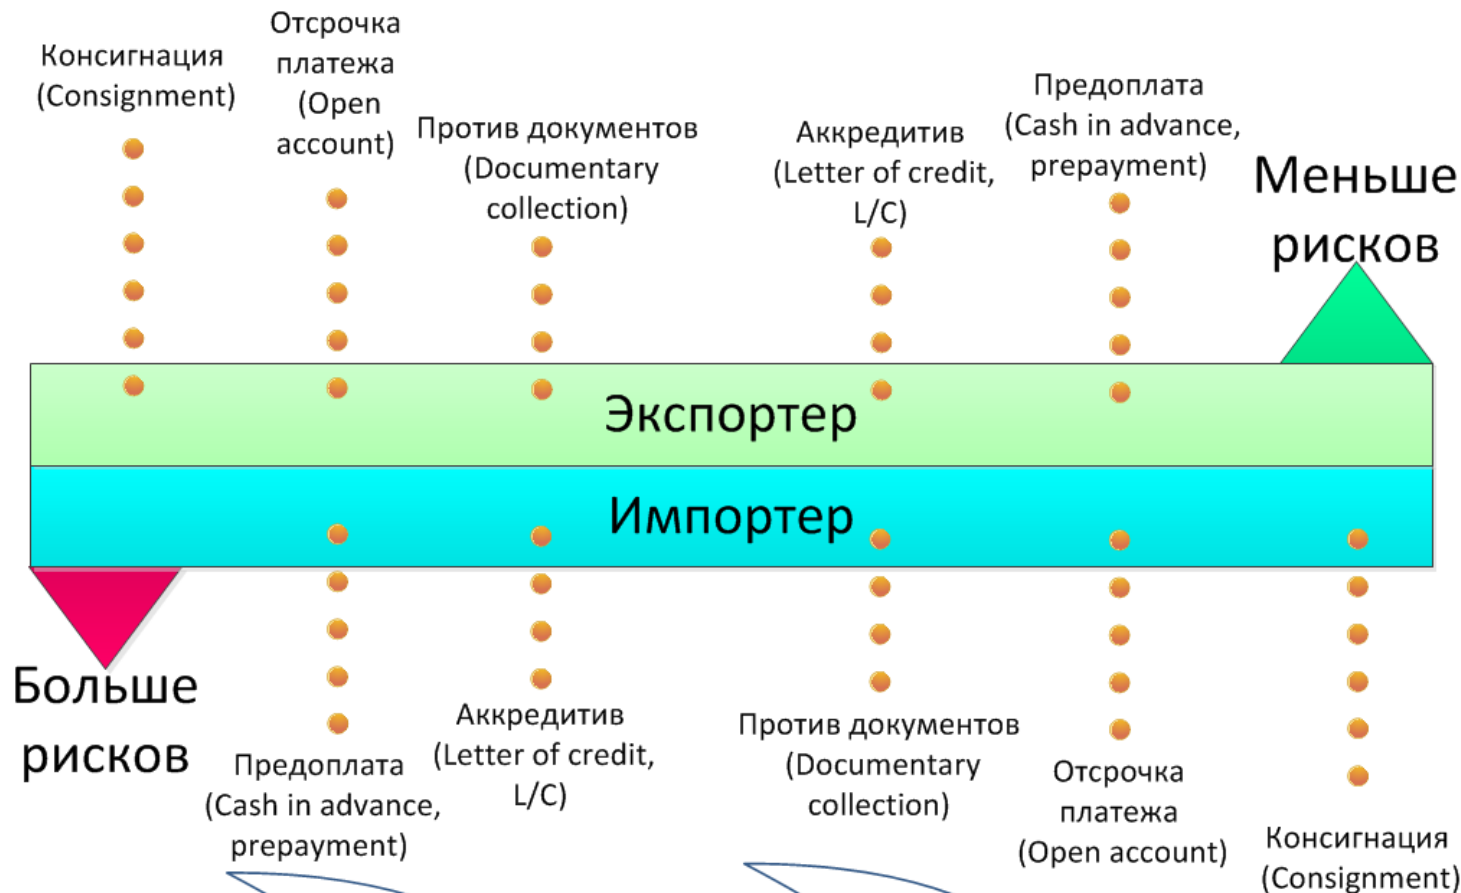 Консигнация
(Consignment)
Отсрочка
платежа
(Open
account)
Против документов
(Documentary
collection)
Аккредитив
(Letter of credit,
L/C)
Предоплата
(Cash in advance,
prepayment)
Меньше
рисков
Экспортер
Импортер
Больше
рисков
Предоплата
(Cash in advance,
prepayment)
Аккредитив
(Letter of credit,
L/C)
Против документов
(Documentary
collection)
Отсрочка
платежа
(Open account)
Консигнация
(Consignment)